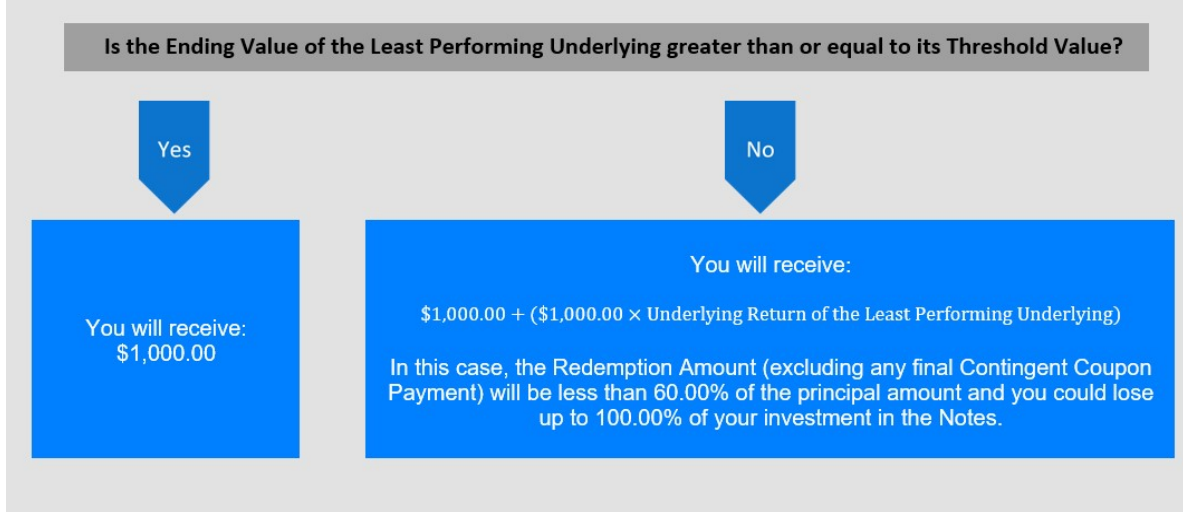 Is the Ending Value of the Least Performing Underlying greater than or equal to its Threshold Value?
Yes
No
You will receive:
$1,000.00
You will receive:
$1,000.00 + ($1,000.00 × Underlying Return of the Least Performing Underlying)
In this case, the Redemption Amount (excluding any final Contingent Coupon
Payment) will be less than 60.00% of the principal amount and you could lose
up to 100.00% of your investment in the Notes.